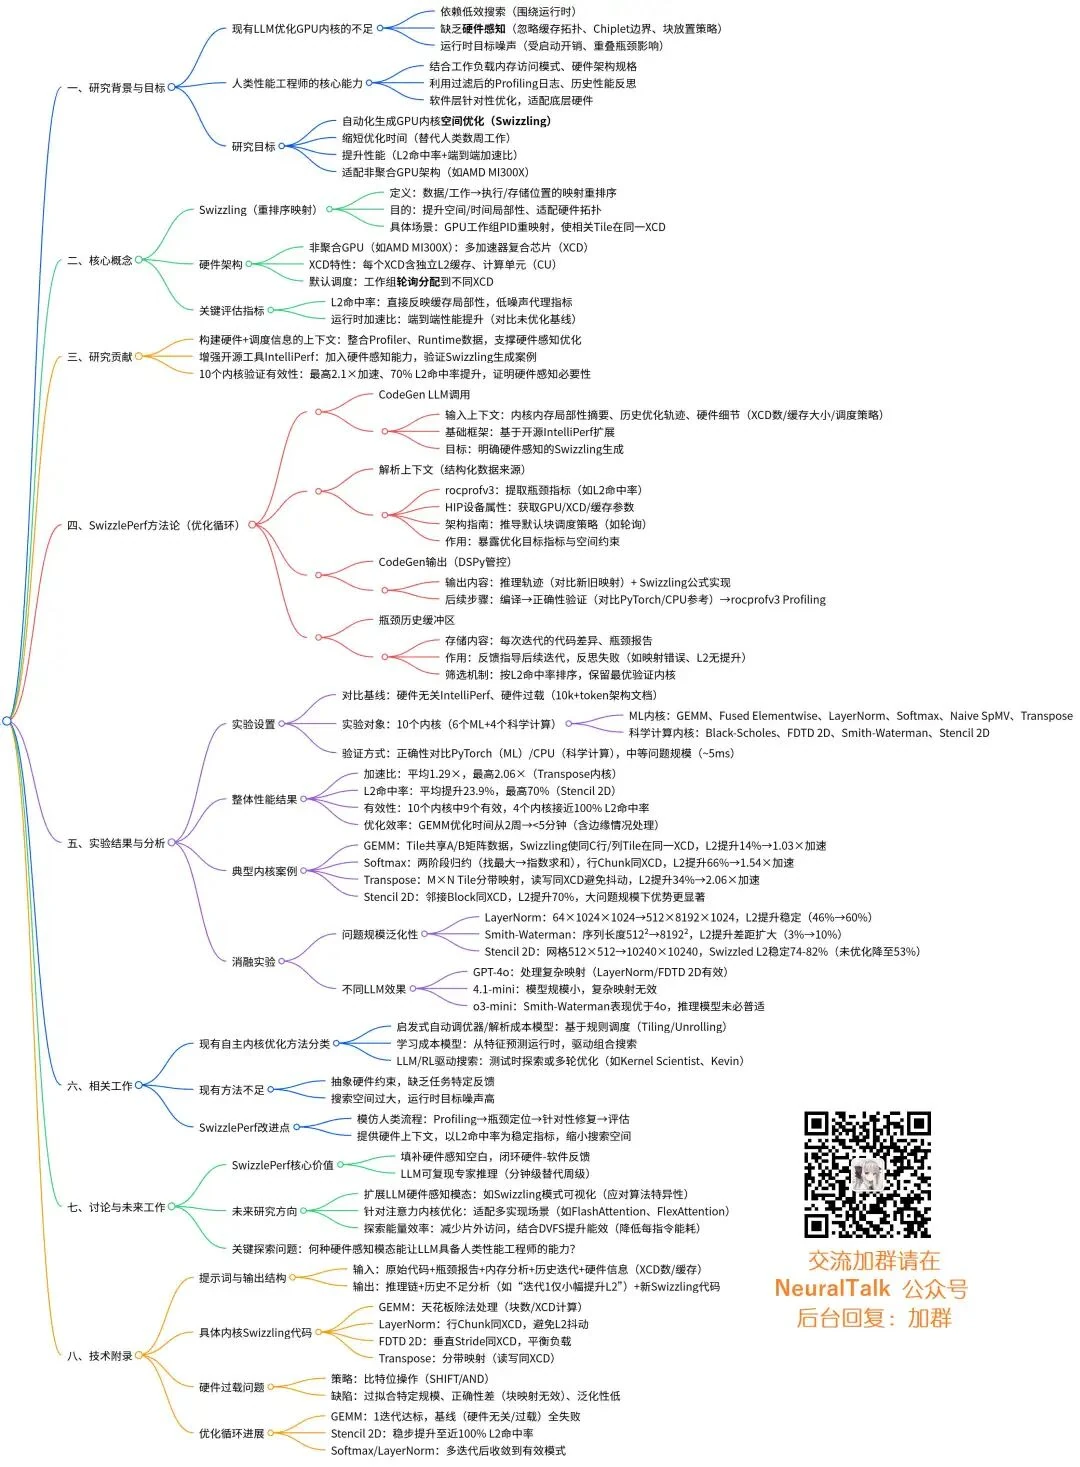 一、研究背景与目标
现有LLM优化GPU内核的不足
依赖低效搜索（围绕运行时）
缺乏硬件感知（忽略缓存拓扑、Chiplet边界、块放置策略）
运行时目标噪声（受启动开销、重叠瓶颈影响）
人类性能工程师的核心能力
结合工作负载内存访问模式、硬件架构规格
利用过滤后的Profiling日志、历史性能反思
软件层针对性优化，适配底层硬件
研究目标
自动化生成GPU内核空间优化（Swizzling）
缩短优化时间（替代人类数周工作）
提升性能（L2命中率+端到端加速比）
适配非聚合GPU架构（如AMD MI300X）
二、核心概念
Swizzling（重排序映射）
定义：数据/工作→执行/存储位置的映射重排序
目的：提升空间/时间局部性、适配硬件拓扑
具体场景：GPU工作组PID重映射，使相关Tile在同一XCD
硬件架构
非聚合GPU（如AMD MI300X）：多加速器复合芯片（XCD）
XCD特性：每个XCD含独立L2缓存、计算单元（CU）
默认调度：工作组轮询分配到不同XCD
关键评估指标
L2命中率：直接反映缓存局部性，低噪声代理指标
运行时加速比：端到端性能提升（对比未优化基线）
三、研究贡献
构建硬件+调度信息的上下文：整合Profiler、Runtime数据，支撑硬件感知优化
增强开源工具IntelliPerf：加入硬件感知能力，验证Swizzling生成案例
10个内核验证有效性：最高2.1×加速、70% L2命中率提升，证明硬件感知必要性
四、SwizzlePerf方法论（优化循环）
CodeGen LLM调用
输入上下文：内核内存局部性摘要、历史优化轨迹、硬件细节（XCD数/缓存大小/调度策略）
基础框架：基于开源IntelliPerf扩展
目标：明确硬件感知的Swizzling生成
解析上下文（结构化数据来源）
rocprofv3：提取瓶颈指标（如L2命中率）
HIP设备属性：获取GPU/XCD/缓存参数
架构指南：推导默认块调度策略（如轮询）
作用：暴露优化目标指标与空间约束
CodeGen输出（DSPy管控）
输出内容：推理轨迹（对比新旧映射）+ Swizzling公式实现
后续步骤：编译→正确性验证（对比PyTorch/CPU参考）→rocprofv3 Profiling
瓶颈历史缓冲区
存储内容：每次迭代的代码差异、瓶颈报告
作用：反馈指导后续迭代，反思失败（如映射错误、L2无提升）
筛选机制：按L2命中率排序，保留最优验证内核
五、实验结果与分析
实验设置
对比基线：硬件无关IntelliPerf、硬件过载（10k+token架构文档）
实验对象：10个内核（6个ML+4个科学计算）
ML内核：GEMM、Fused Elementwise、LayerNorm、Softmax、Naive SpMV、Transpose
科学计算内核：Black-Scholes、FDTD 2D、Smith-Waterman、Stencil 2D
验证方式：正确性对比PyTorch（ML）/CPU（科学计算），中等问题规模（~5ms）
整体性能结果
加速比：平均1.29×，最高2.06×（Transpose内核）
L2命中率：平均提升23.9%，最高70%（Stencil 2D）
有效性：10个内核中9个有效，4个内核接近100% L2命中率
优化效率：GEMM优化时间从2周→<5分钟（含边缘情况处理）
典型内核案例
GEMM：Tile共享A/B矩阵数据，Swizzling使同C行/列Tile在同一XCD，L2提升14%→1.03×加速
Softmax：两阶段归约（找最大→指数求和），行Chunk同XCD，L2提升66%→1.54×加速
Transpose：M×N Tile分带映射，读写同XCD避免抖动，L2提升34%→2.06×加速
Stencil 2D：邻接Block同XCD，L2提升70%，大问题规模下优势更显著
消融实验
问题规模泛化性
LayerNorm：64×1024×1024→512×8192×1024，L2提升稳定（46%→60%）
Smith-Waterman：序列长度512²→8192²，L2提升差距扩大（3%→10%）
Stencil 2D：网格512×512→10240×10240，Swizzled L2稳定74-82%（未优化降至53%）
不同LLM效果
GPT-4o：处理复杂映射（LayerNorm/FDTD 2D有效）
4.1-mini：模型规模小，复杂映射无效
o3-mini：Smith-Waterman表现优于4o，推理模型未必普适
六、相关工作
现有自主内核优化方法分类
启发式自动调优器/解析成本模型：基于规则调度（Tiling/Unrolling）
学习成本模型：从特征预测运行时，驱动组合搜索
LLM/RL驱动搜索：测试时探索或多轮优化（如Kernel Scientist、Kevin）
现有方法不足
抽象硬件约束，缺乏任务特定反馈
搜索空间过大，运行时目标噪声高
SwizzlePerf改进点
模仿人类流程：Profiling→瓶颈定位→针对性修复→评估
提供硬件上下文，以L2命中率为稳定指标，缩小搜索空间
七、讨论与未来工作
SwizzlePerf核心价值
填补硬件感知空白，闭环硬件-软件反馈
LLM可复现专家推理（分钟级替代周级）
未来研究方向
扩展LLM硬件感知模态：如Swizzling模式可视化（应对算法特异性）
针对注意力内核优化：适配多实现场景（如FlashAttention、FlexAttention）
探索能量效率：减少片外访问，结合DVFS提升能效（降低每指令能耗）
关键探索问题：何种硬件感知模态能让LLM具备人类性能工程师的能力？
八、技术附录
提示词与输出结构
输入：原始代码+瓶颈报告+内存分析+历史迭代+硬件信息（XCD数/缓存）
输出：推理链+历史不足分析（如“迭代1仅小幅提升L2”）+新Swizzling代码
具体内核Swizzling代码
GEMM：天花板除法处理（块数/XCD计算）
LayerNorm：行Chunk同XCD，避免L2抖动
FDTD 2D：垂直Stride同XCD，平衡负载
Transpose：分带映射（读写同XCD）
硬件过载问题
策略：比特位操作（SHIFT/AND）
缺陷：过拟合特定规模、正确性差（块映射无效）、泛化性低
优化循环进展
GEMM：1迭代达标，基线（硬件无关/过载）全失败
Stencil 2D：稳步提升至近100% L2命中率
Softmax/LayerNorm：多迭代后收敛到有效模式
交流加群请在
NeuralTalk 公众号
后台回复：加群